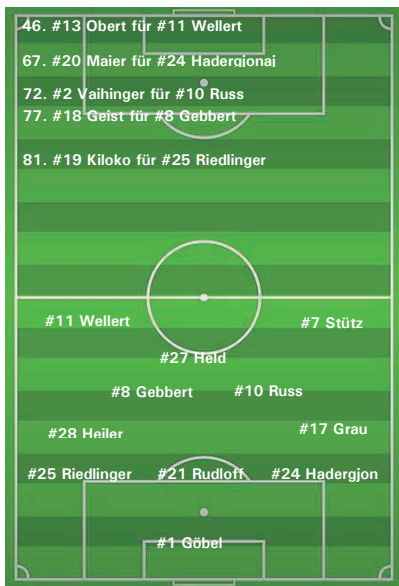 46. #13 Obert für #11 Wellert
67. #20 Maier für #24 Hadergjonaj
72. #2 Vaihinger für #10 Russ
77. #18 Geist für #8 Gebbert
81. #19 Kiloko für #25 Riedlinger
#11 Wellert #7 Stütz
#27 Held
#8 Gebbert #10 Russ
#28 Heiler #17 Grau
#25 Riedlinger #21 Rudloff #24 Hadergjon
#1 Göbel